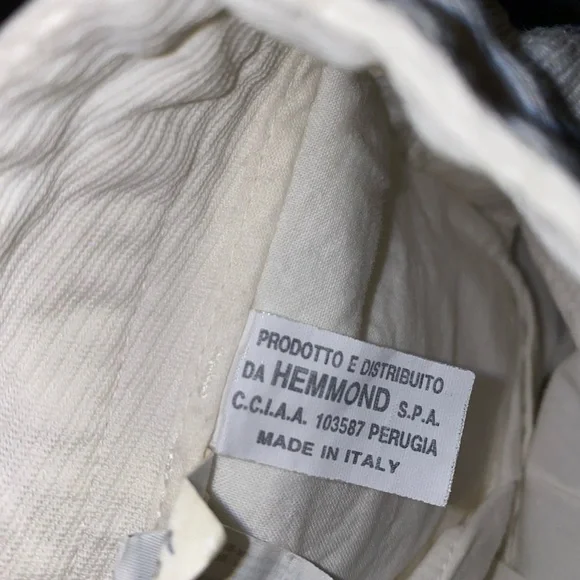 PRODOTTO E DISTRIBUITO
DA HEMMOND S.P.A.
C.C.I.A.A. 103587 PERUGIA
MADE IN ITALY